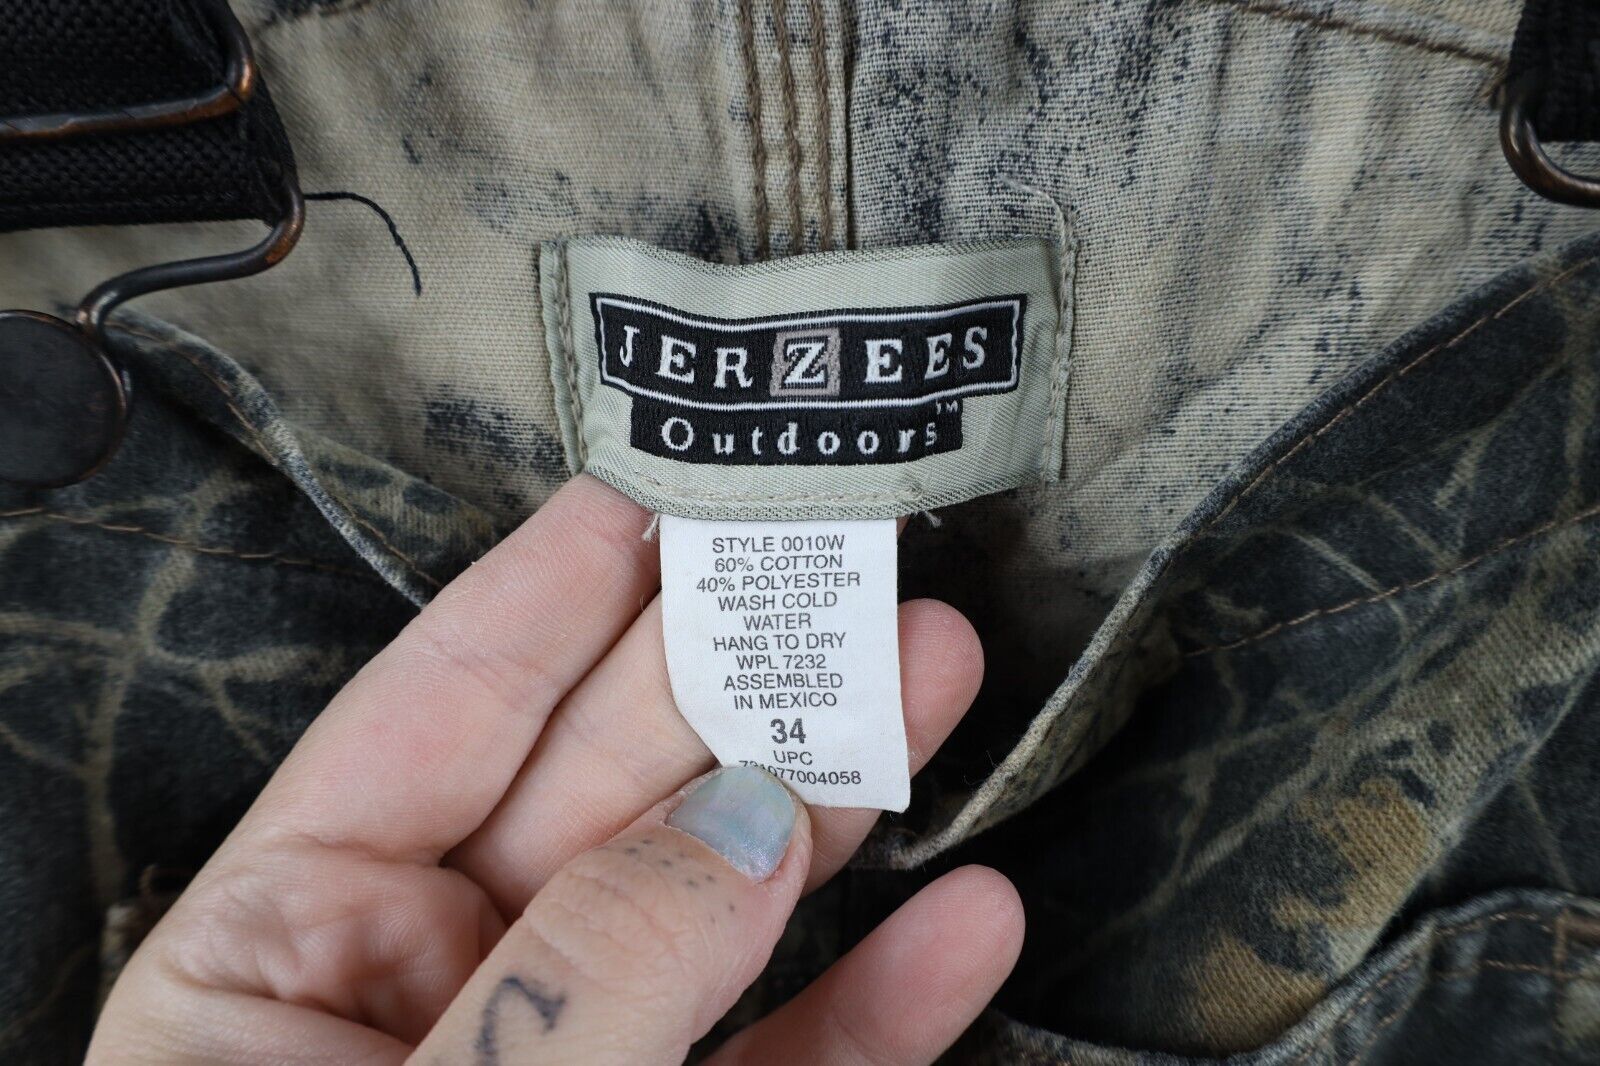 JERZEES
Outdoors™
STYLE 0010W
60% COTTON
40% POLYESTER
WASH COLD
WATER
HANG TO DRY
WPL 7232
ASSEMBLED
IN MEXICO
34
UPC